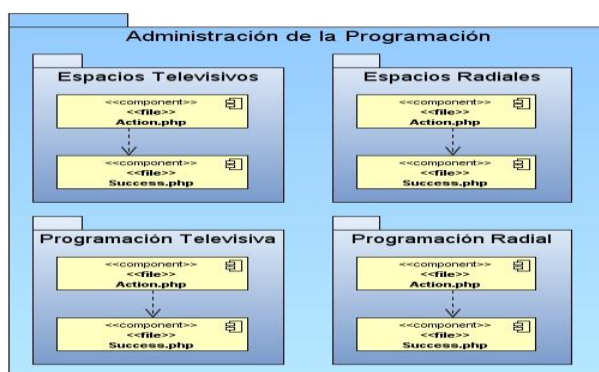 Administración de la Programación
Espacios Televisivos
<<component>>
<<file>>
Action.php
<<component>>
<<file>>
Success.php
Espacios Radiales
<<component>>
<<file>>
Action.php
<<component>>
<<file>>
Success.php
Programación Televisiva
<<component>>
<<file>>
Action.php
<<component>>
<<file>>
Success.php
Programación Radial
<<component>>
<<file>>
Action.php
<<component>>
<<file>>
Success.php